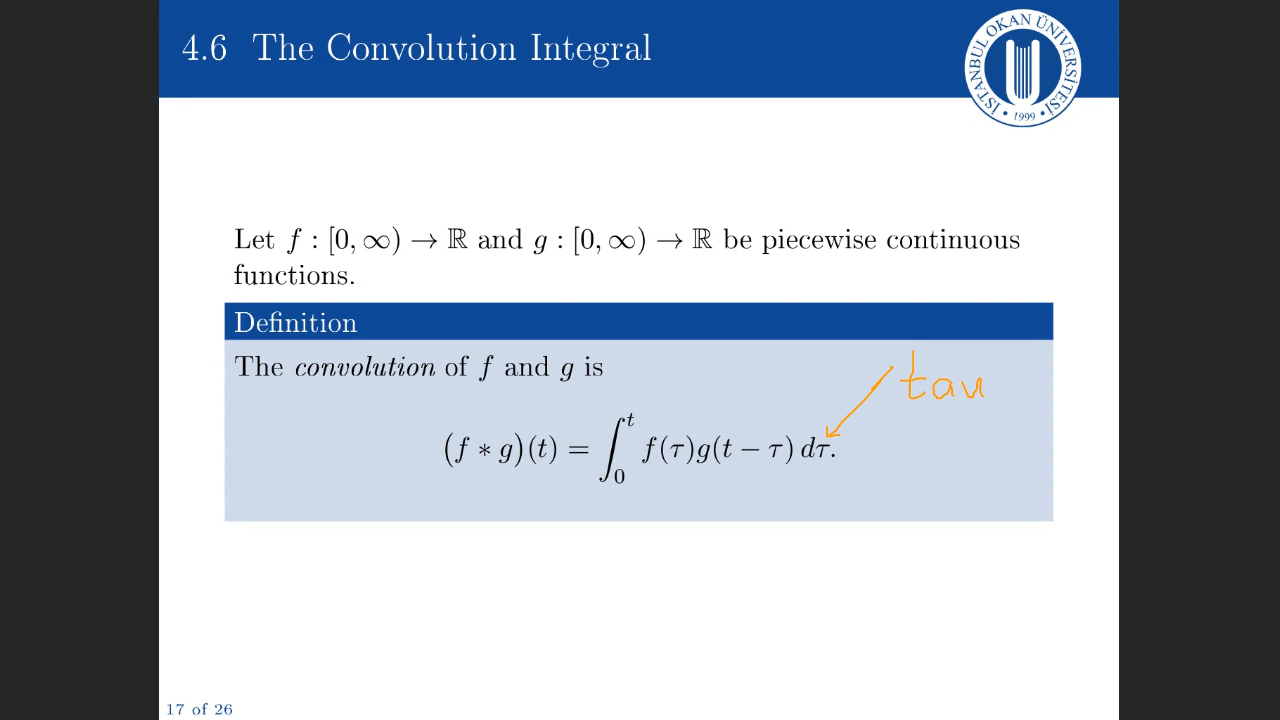 4.6 The Convolution Integral
İSTANBUL OKAN ÜNİVERSİTESİ
• 1999 •
Let f : [0, ∞) → ℝ and g : [0, ∞) → ℝ be piecewise continuous
functions.
Definition
The convolution of f and g is
tau
(f ∗ g)(t) = ∫₀ᵗ f(τ)g(t − τ) dτ.
17 of 26